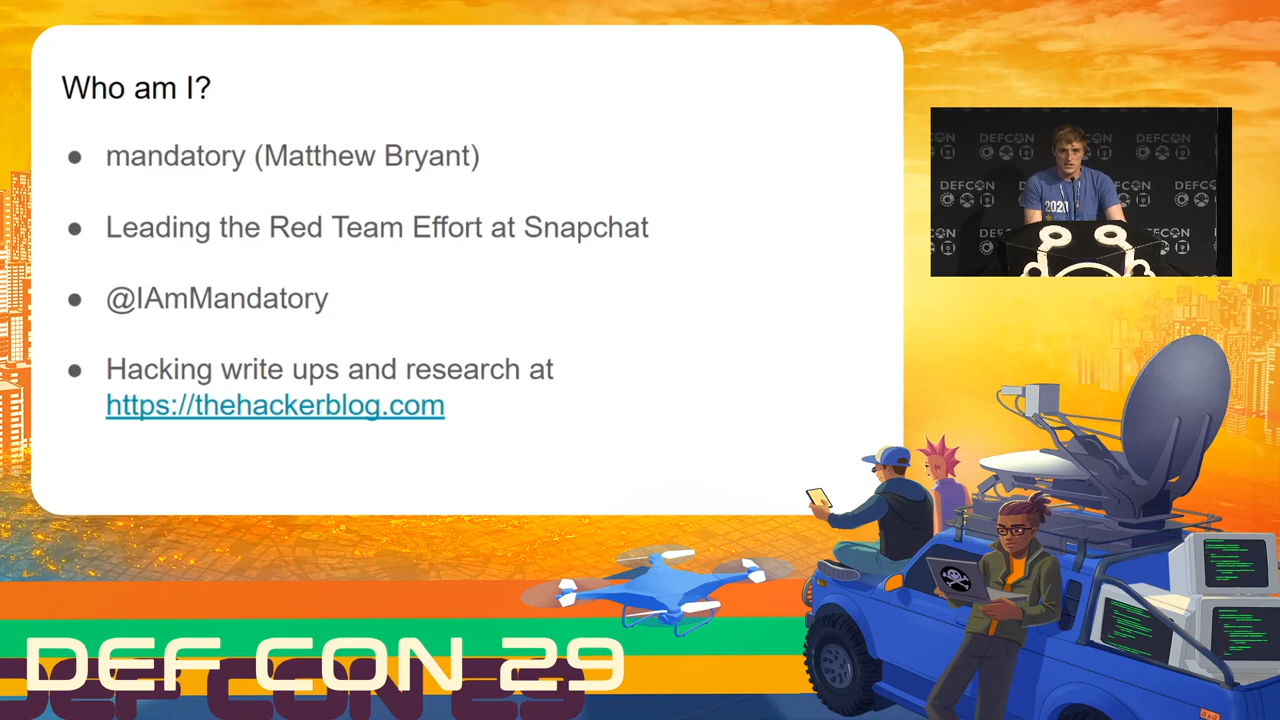 Who am I?
● mandatory (Matthew Bryant)
● Leading the Red Team Effort at Snapchat
● @IAmMandatory
● Hacking write ups and research at
https://thehackerblog.com
DEFCON
DEFCON
DEFCON
2020
DEF CON 29